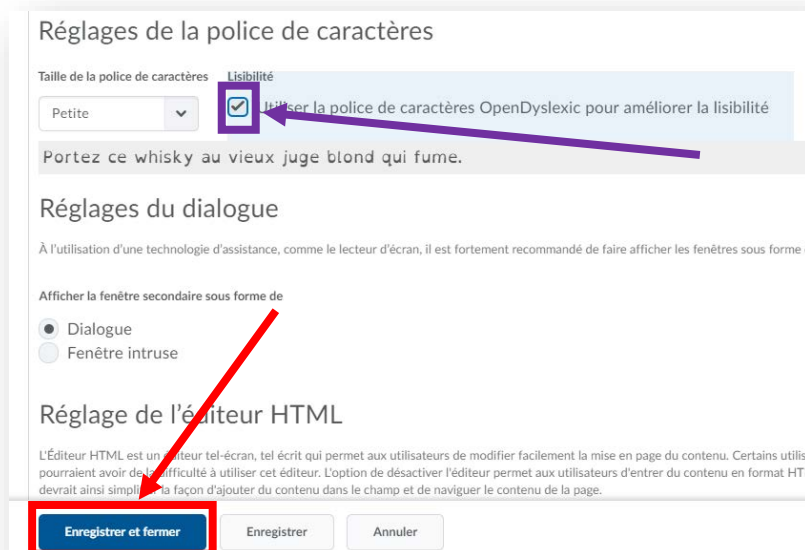 Réglages de la police de caractères
Taille de la police de caractères Lisibilité
Petite Utiliser la police de caractères OpenDyslexic pour améliorer la lisibilité
Portez ce whisky au vieux juge blond qui fume.
Réglages du dialogue
À l'utilisation d'une technologie d'assistance, comme le lecteur d'écran, il est fortement recommandé de faire afficher les fenêtres sous forme
Afficher la fenêtre secondaire sous forme de
Dialogue
Fenêtre intruse
Réglage de l'éditeur HTML
L'Éditeur HTML est un éditeur tel-écran, tel écrit qui permet aux utilisateurs de modifier facilement la mise en page du contenu. Certains utilis
pourraient avoir de la difficulté à utiliser cet éditeur. L'option de désactiver l'éditeur permet aux utilisateurs d'entrer du contenu en format HT
devrait ainsi simplifier la façon d'ajouter du contenu dans le champ et de naviguer le contenu de la page.
Enregistrer et fermer Enregistrer Annuler